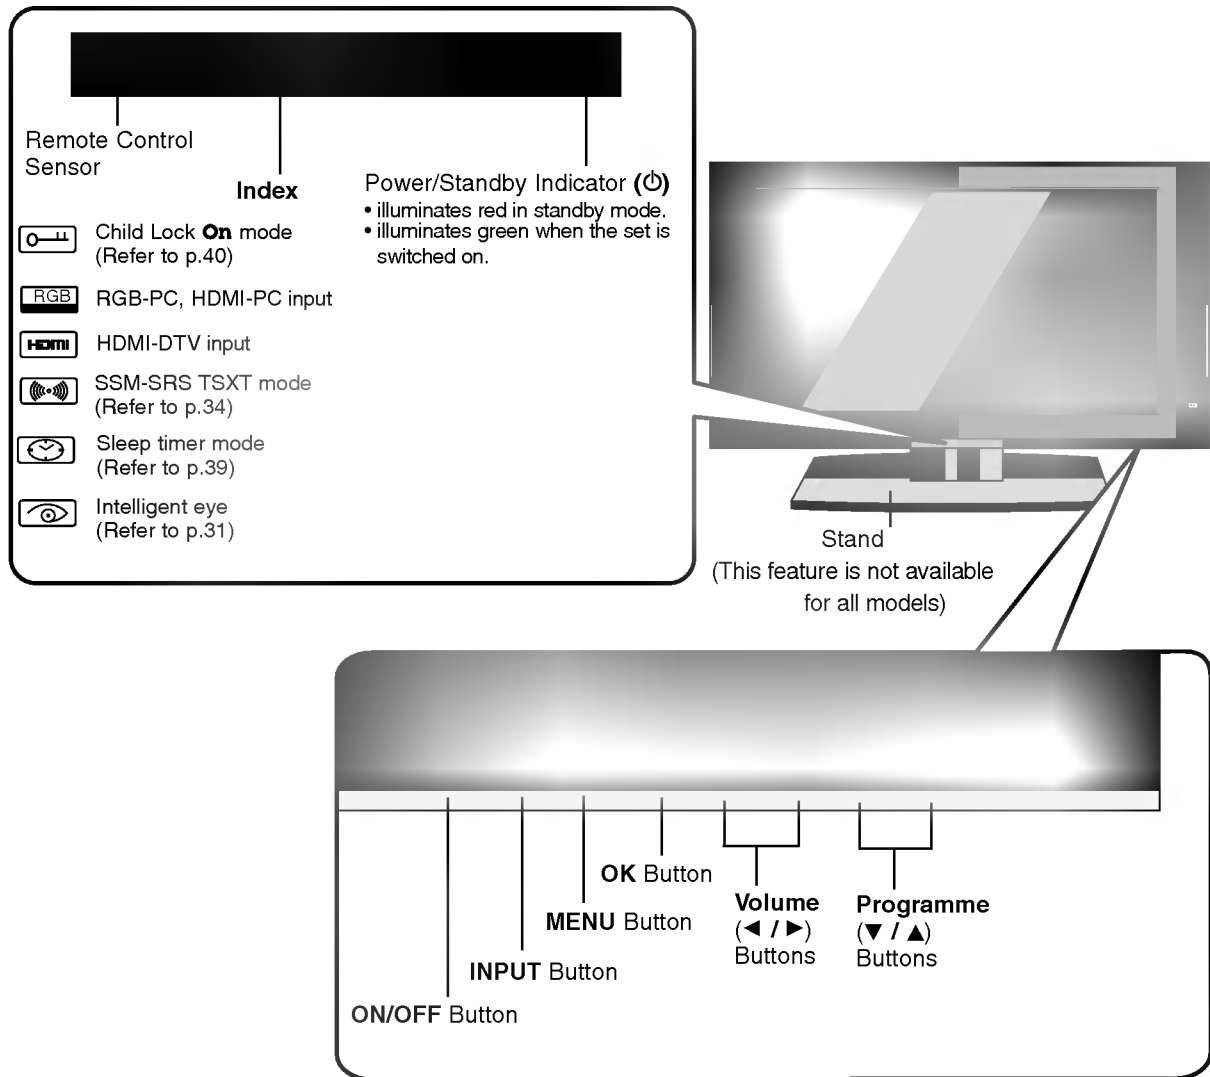 Remote Control
Sensor
Index
Power/Standby Indicator (⏻)
• illuminates red in standby mode.
• illuminates green when the set is
switched on.
Child Lock On mode
(Refer to p.40)
RGB
RGB-PC, HDMI-PC input
HDMI
HDMI-DTV input
SSM-SRS TSXT mode
(Refer to p.34)
Sleep timer mode
(Refer to p.39)
Intelligent eye
(Refer to p.31)
Stand
(This feature is not available
for all models)
OK Button
MENU Button
INPUT Button
ON/OFF Button
Volume
(◄ / ►)
Buttons
Programme
(▼ / ▲)
Buttons